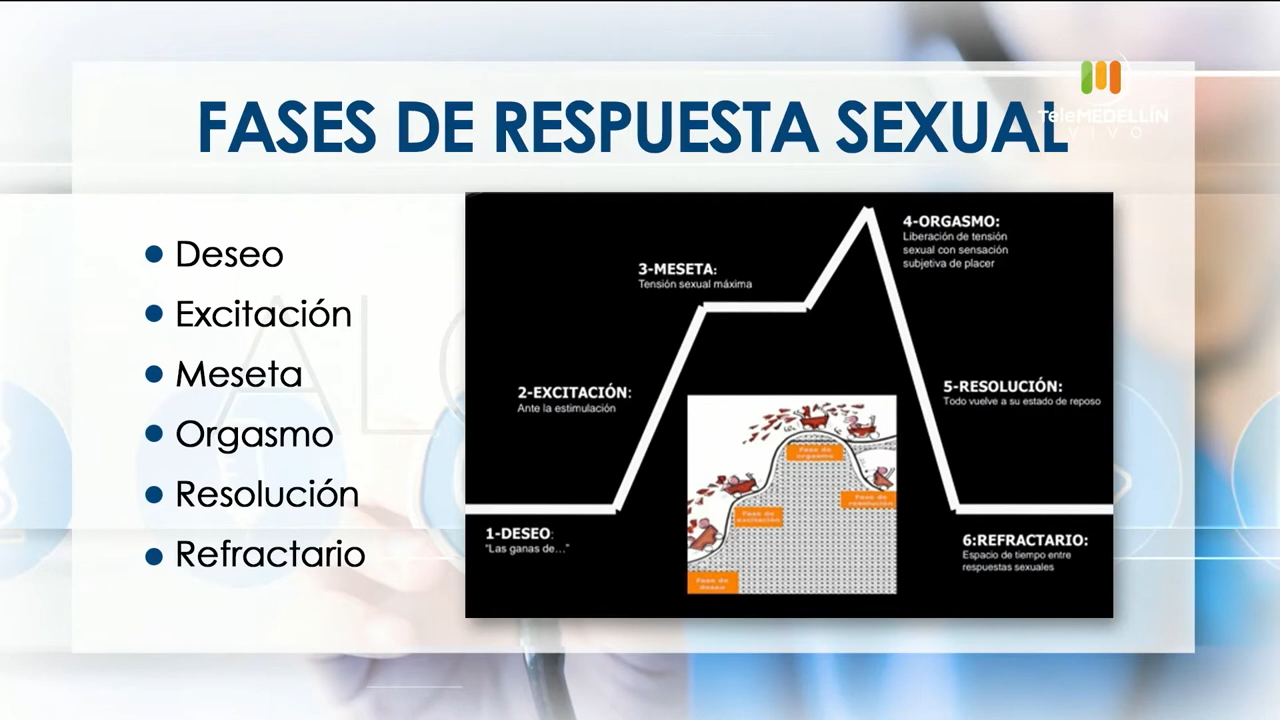 FASES DE RESPUESTA SEXUAL
TeleMEDELLÍN
VIVO
Deseo
Excitación
Meseta
Orgasmo
Resolución
Refractario
4-ORGASMO:
Liberación de tensión
sexual con sensación
subjetiva de placer
3-MESETA:
Tensión sexual máxima
2-EXCITACIÓN:
Ante la estimulación
5-RESOLUCIÓN:
Todo vuelve a su estado de reposo
1-DESEO:
"Las ganas de..."
6:REFRACTARIO:
Espacio de tiempo entre
respuestas sexuales
Fase de
orgasmo
Fase de
resolución
Fase de
excitación
Fase de
deseo